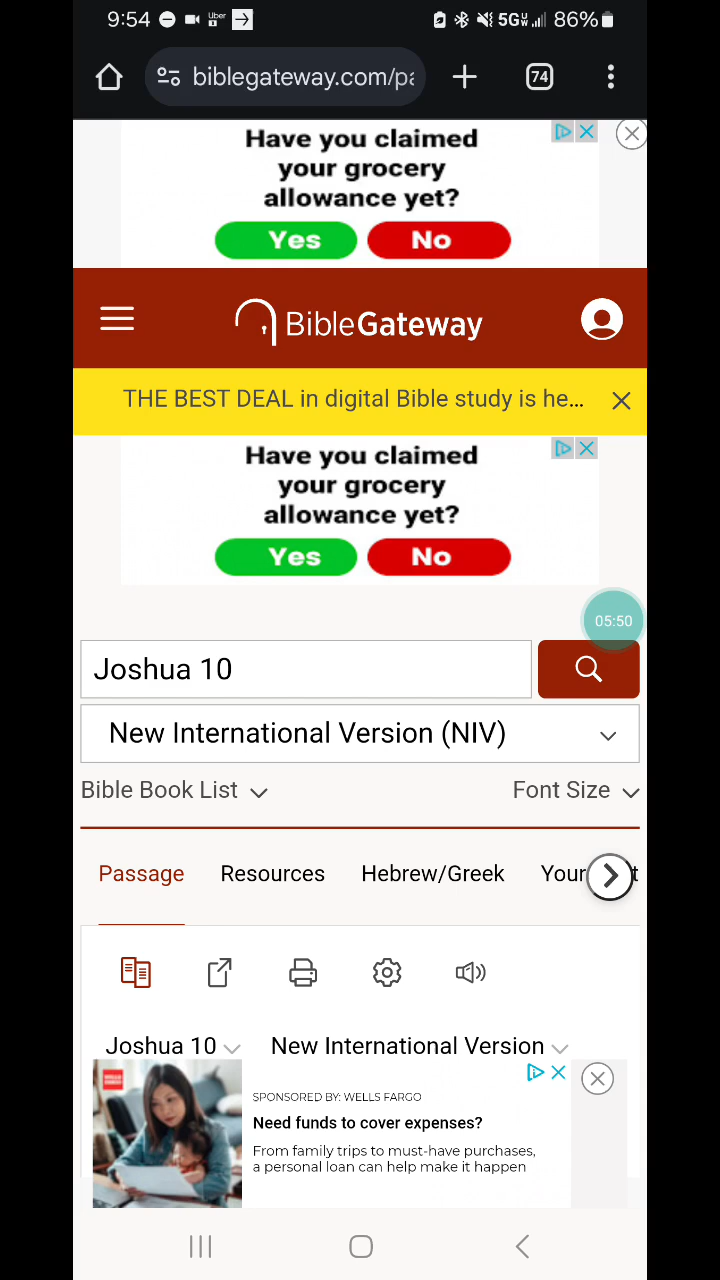 9:54
Uber
5G
86%
biblegateway.com/pa
74
Have you claimed
your grocery
allowance yet?
Yes No
BibleGateway
THE BEST DEAL in digital Bible study is he...
Have you claimed
your grocery
allowance yet?
Yes No
05:50
Joshua 10
New International Version (NIV)
Bible Book List
Font Size
Passage Resources Hebrew/Greek Your
Joshua 10 New International Version
SPONSORED BY: WELLS FARGO
Need funds to cover expenses?
From family trips to must-have purchases,
a personal loan can help make it happen